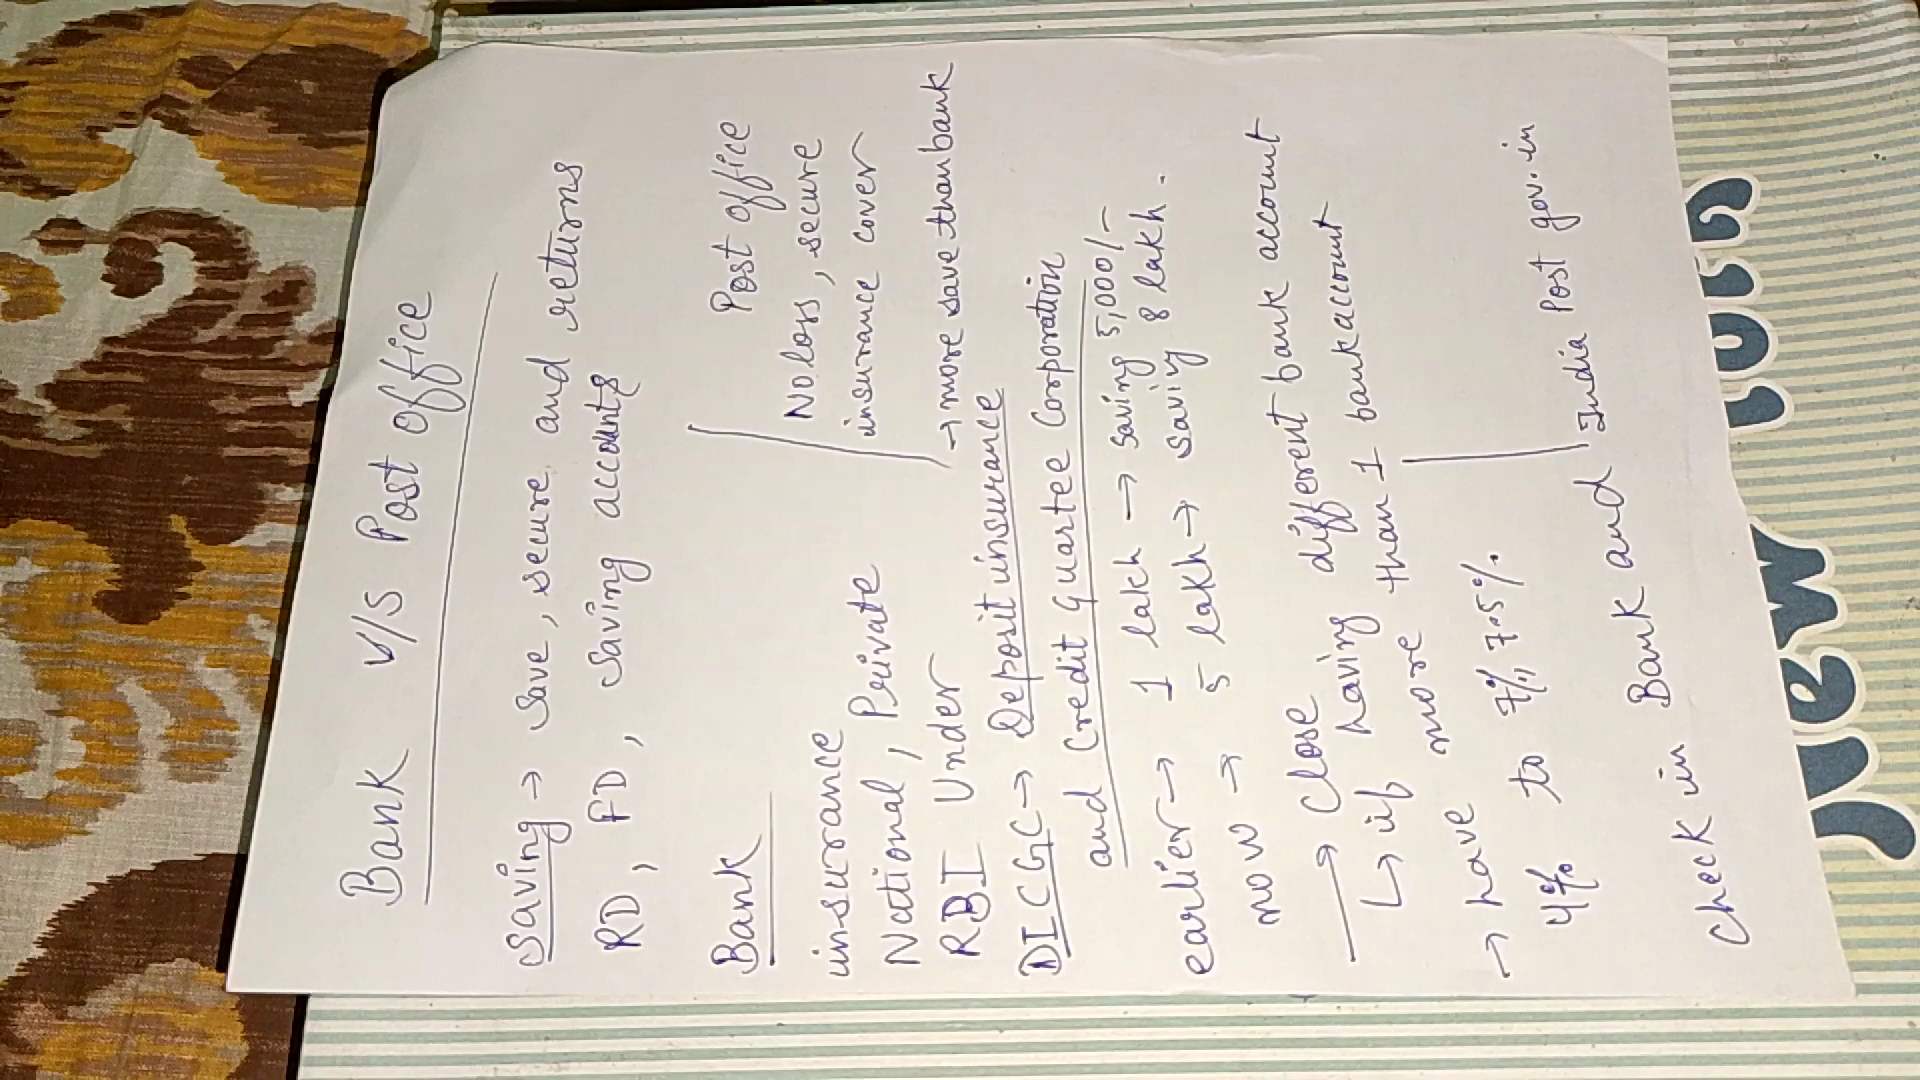 Bank v/s Post office
Saving → Save, secure and returns
RD, FD, Saving accounts
Bank
Post office
insurance
No loss, secure
National, Private
insurance cover
RBI Under
→ more save than bank
DICGC → Deposit insurance
and Credit Guartee Corporation
earlier → 1 lakh → saving 5,000/-
now → 5 lakh → saviy 8 lakh.
→ Close
↳ if having different bank account
more than 1 bank account
→ have
4% to 7%, 7.5%.
Check in Bank and India Post gov.in
New